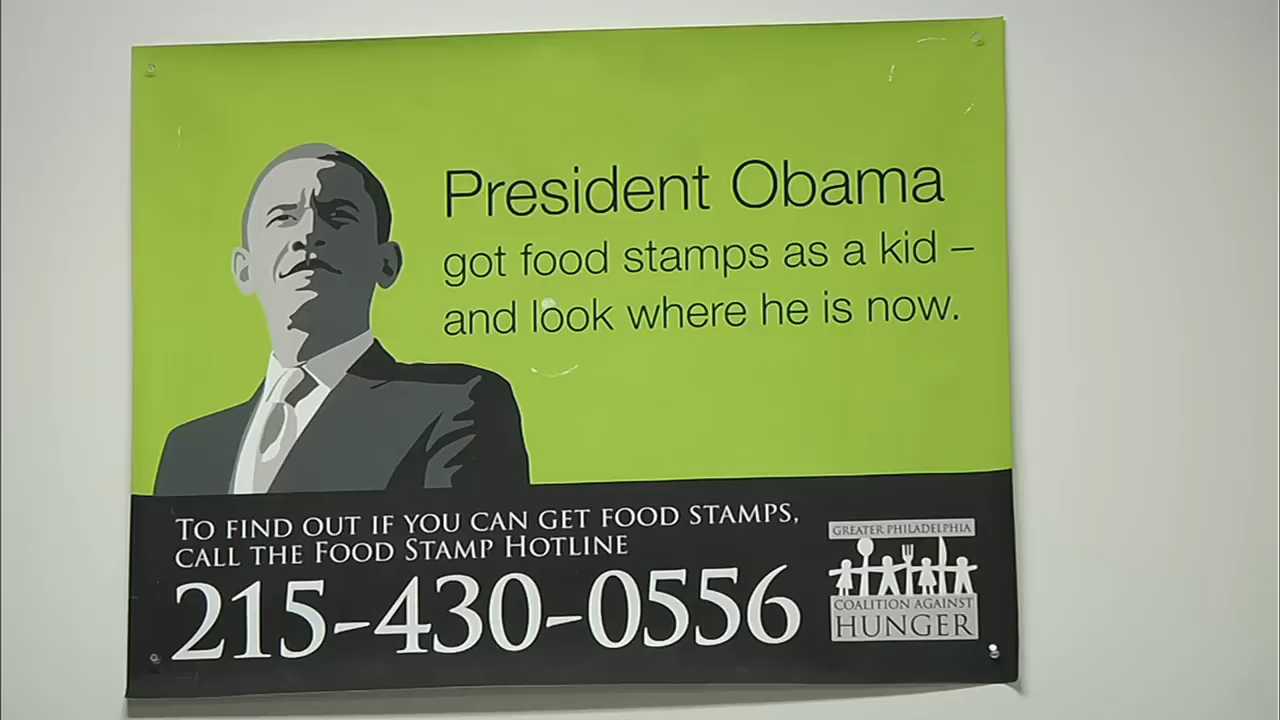 President Obama
got food stamps as a kid –
and look where he is now.
TO FIND OUT IF YOU CAN GET FOOD STAMPS,
CALL THE FOOD STAMP HOTLINE
215-430-0556
GREATER PHILADELPHIA
COALITION AGAINST
HUNGER